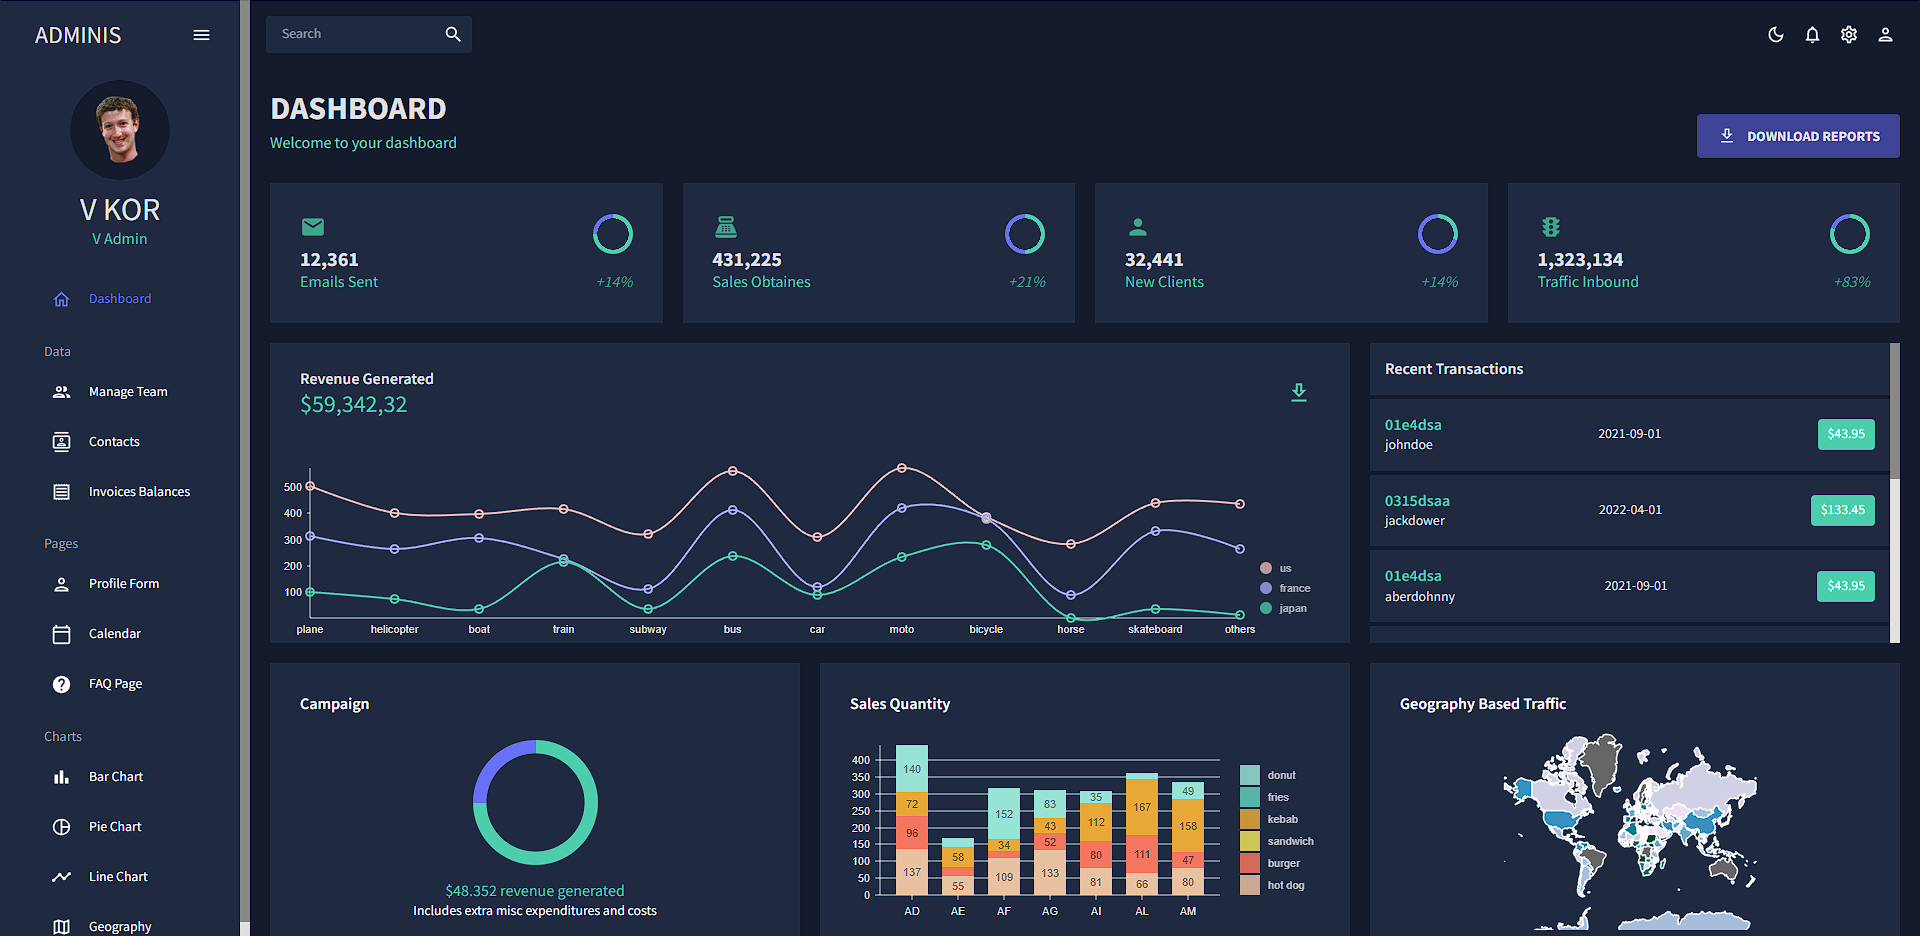 ADMINIS
V KOR
V Admin
Dashboard
Data
Manage Team
Contacts
Invoices Balances
Pages
Profile Form
Calendar
FAQ Page
Charts
Bar Chart
Pie Chart
Line Chart
Geography
Search
DASHBOARD
Welcome to your dashboard
DOWNLOAD REPORTS
12,361
Emails Sent +14%
431,225
Sales Obtaines +21%
32,441
New Clients +14%
1,323,134
Traffic Inbound +83%
Revenue Generated
$59,342,32
500
400
300
200
100
plane helicopter boat train subway bus car moto bicycle horse skateboard others
us
france
japan
Recent Transactions
01e4dsa
johndoe
2021-09-01
$43.95
0315dsaa
jackdower
2022-04-01
$133.45
01e4dsa
aberdohnny
2021-09-01
$43.95
Campaign
$48.352 revenue generated
Includes extra misc expenditures and costs
Sales Quantity
400
350
300
250
200
150
100
50
0
140
72
96
137
58
55
152
34
109
83
43
52
133
35
112
80
81
167
111
66
49
158
47
80
AD AE AF AG AI AL AM
donut
fries
kebab
sandwich
burger
hot dog
Geography Based Traffic